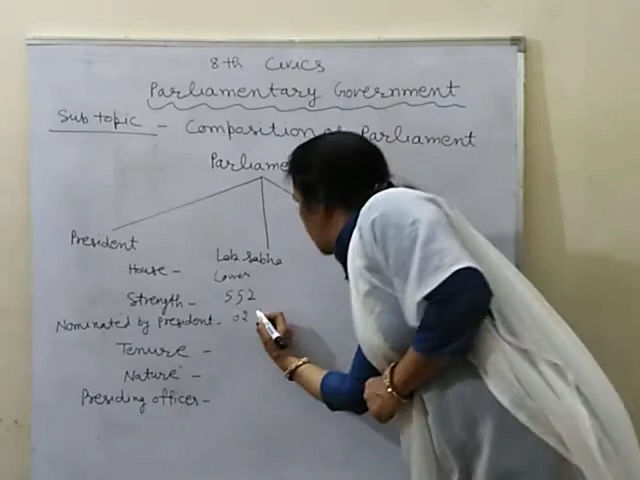 8th Civics
Parliamentary Government
Sub topic - Composition of Parliament
Parliame
President
Lok Sabha
House - Lower
Strength - 552
Nominated by president - 02
Tenure -
Nature -
Presiding officer -